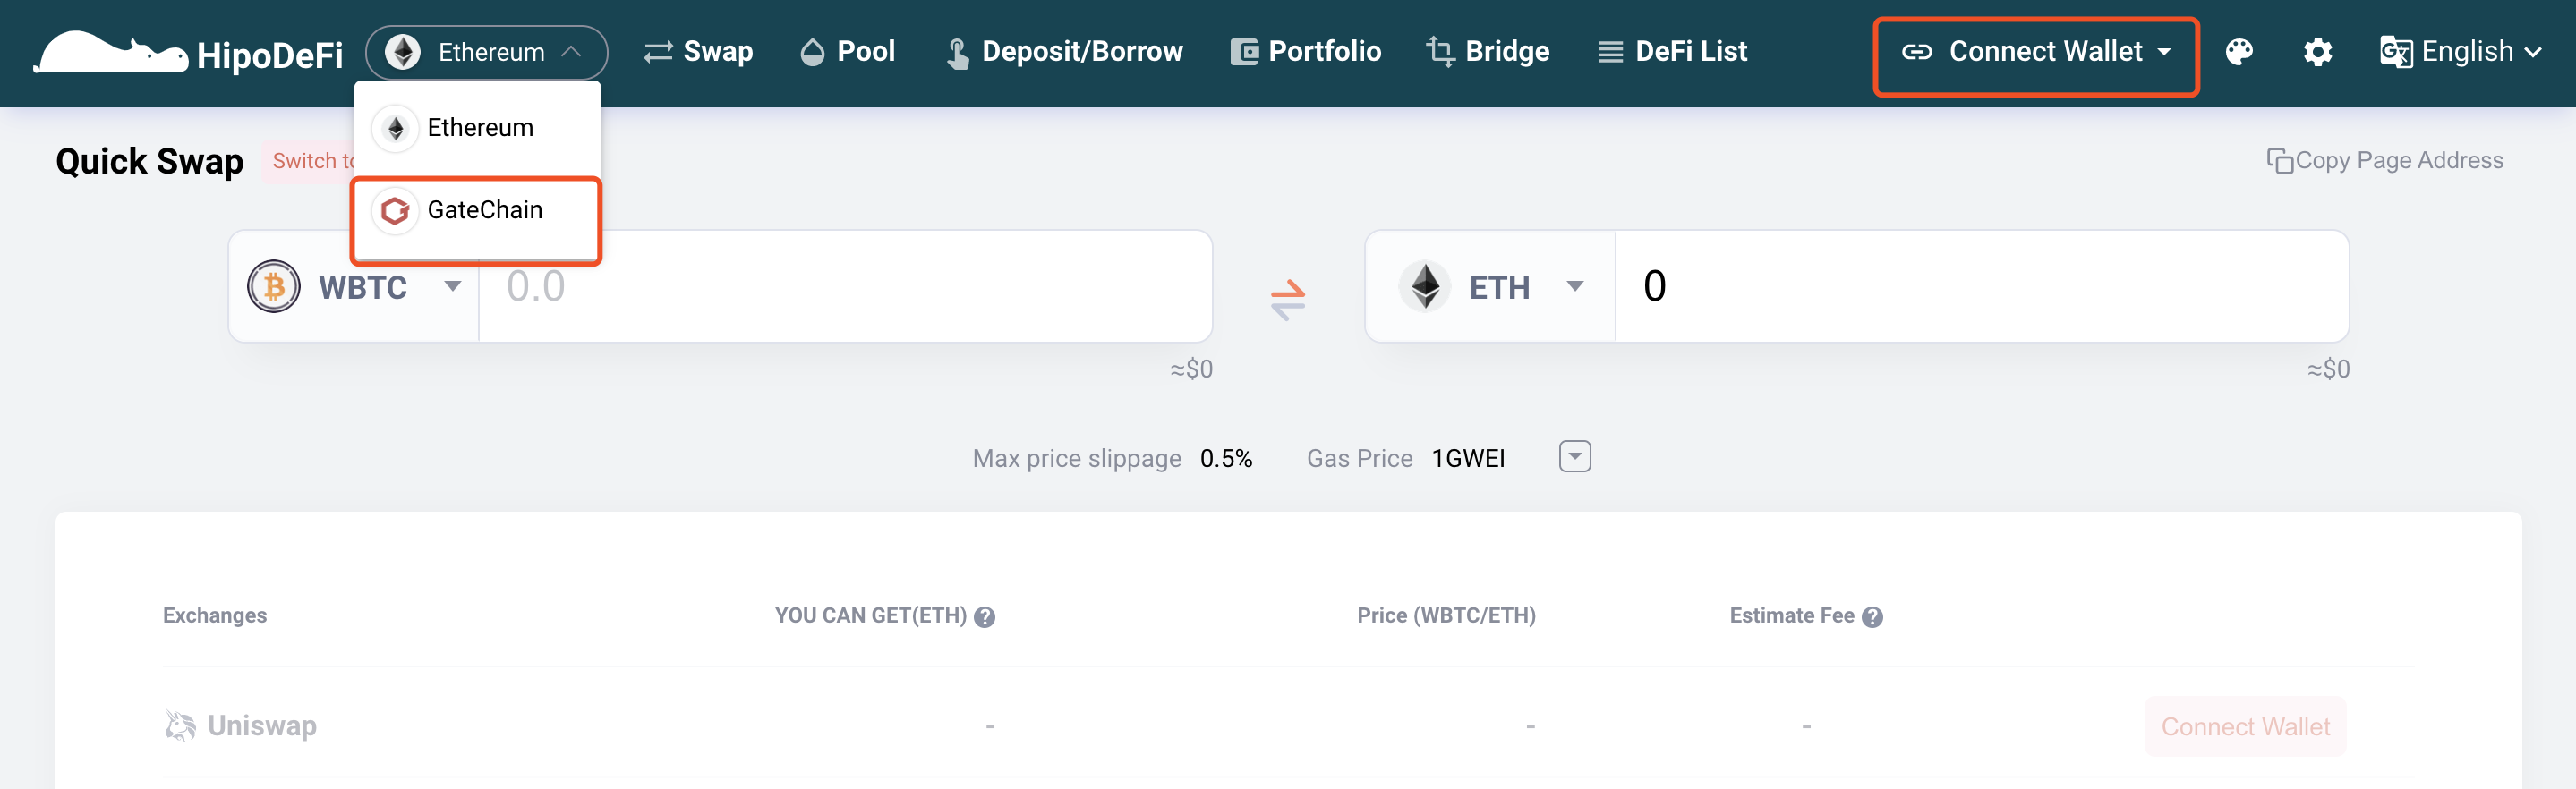 HipoDeFi Ethereum Swap Pool Deposit/Borrow Portfolio Bridge DeFi List Connect Wallet English
Ethereum
GateChain
Quick Swap Switch Copy Page Address
WBTC 0.0 ETH 0
≈$0 ≈$0
Max price slippage 0.5% Gas Price 1GWEI
Exchanges YOU CAN GET(ETH) ? Price (WBTC/ETH) Estimate Fee ?
Uniswap - - - Connect Wallet